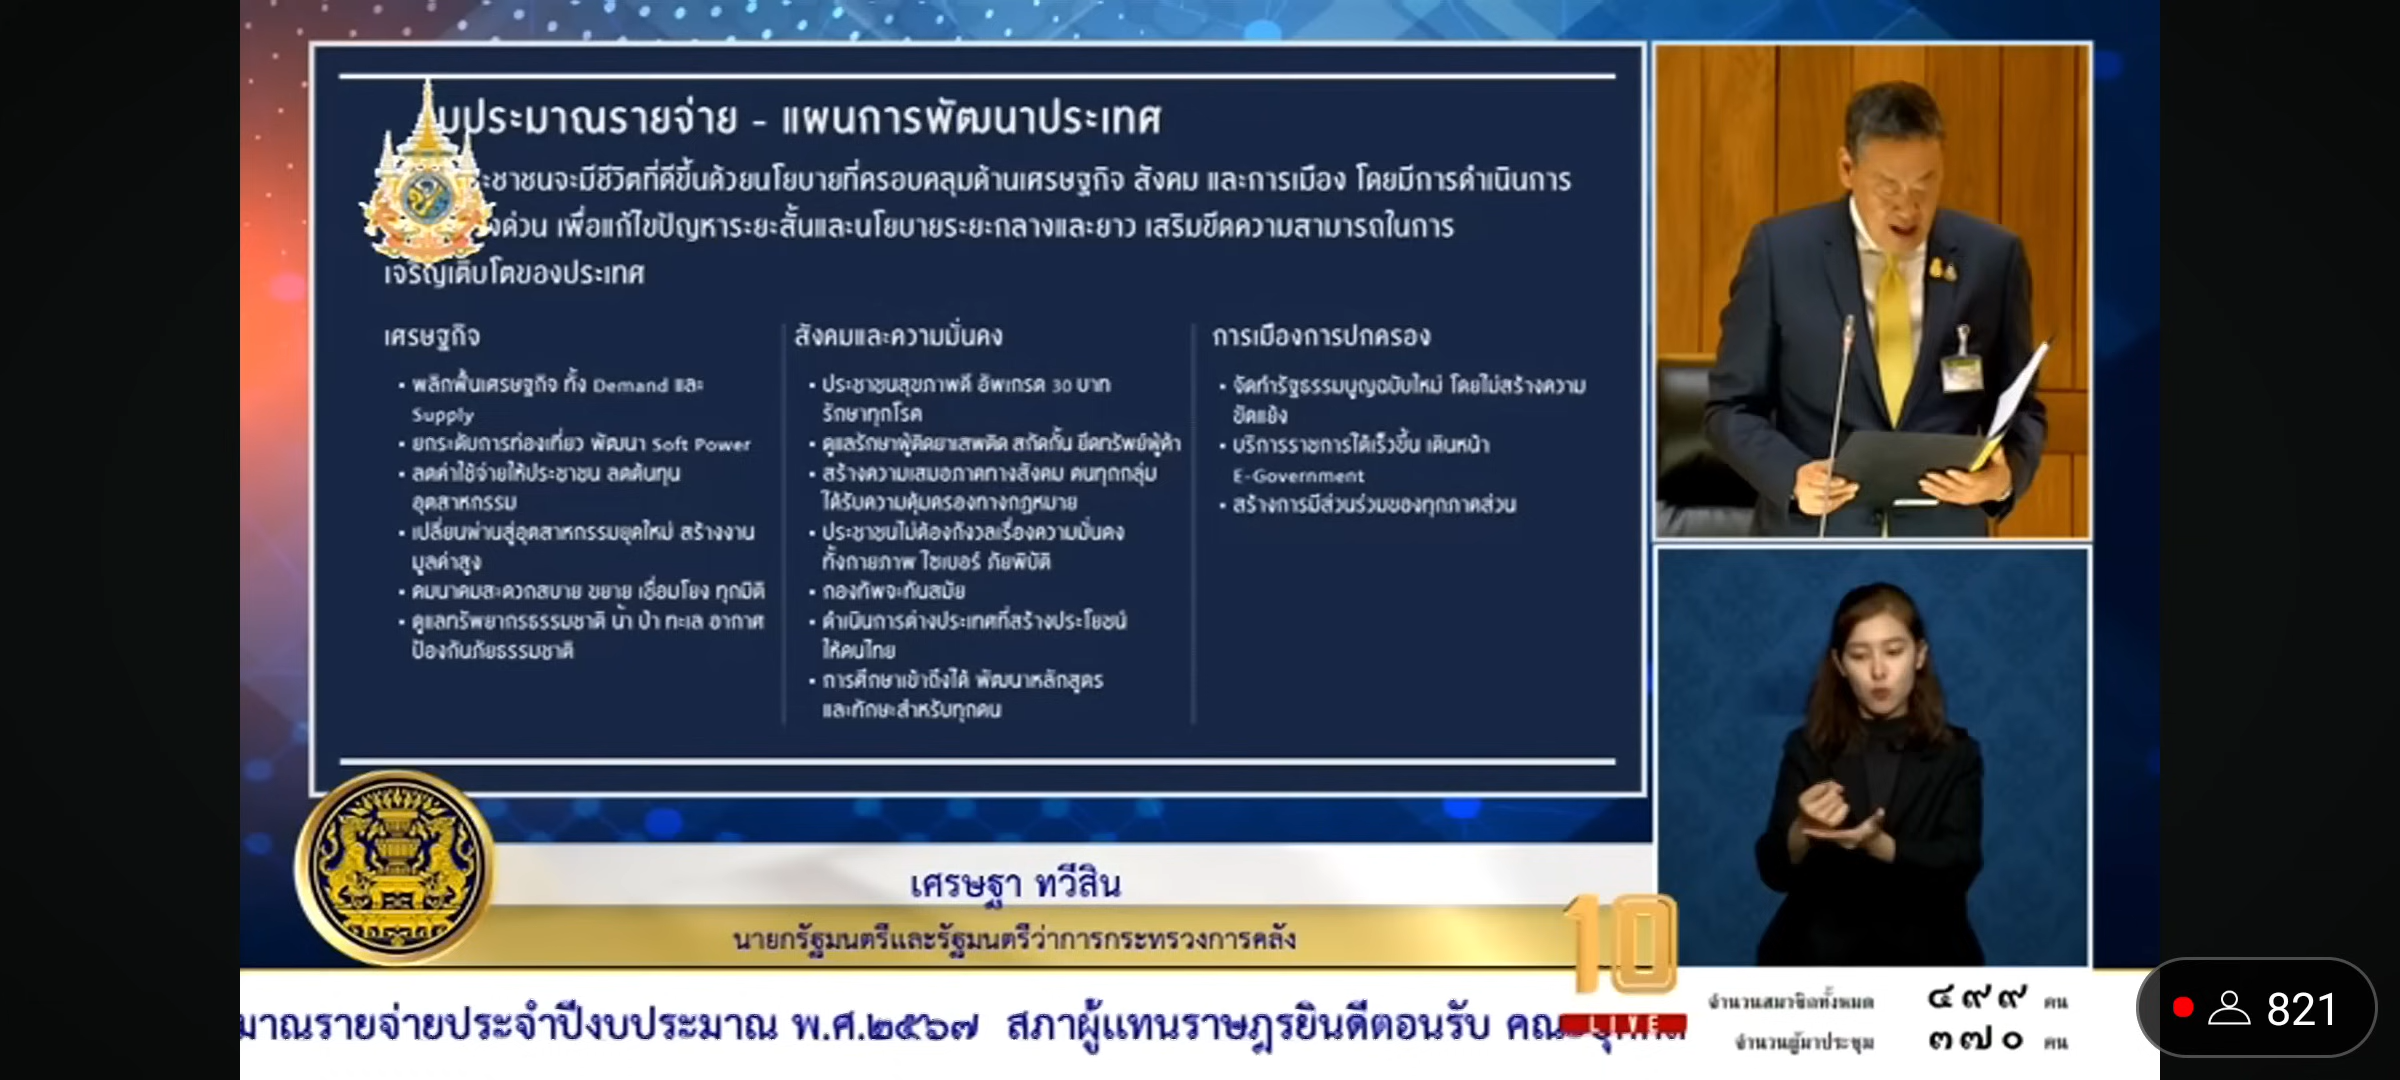 บประมาณรายจ่าย - แผนการพัฒนาประเทศ
ะชาชนจะมีชีวิตที่ดีขึ้นด้วยนโยบายที่ครอบคลุมด้านเศรษฐกิจ สังคม และการเมือง โดยมีการดำเนินการ
งด่วน เพื่อแก้ไขปัญหาระยะสั้นและนโยบายระยะกลางและยาว เสริมขีดความสามารถในการ
เจริญเติบโตของประเทศ
เศรษฐกิจ
• พลิกฟื้นเศรษฐกิจ ทั้ง Demand และ
Supply
• ยกระดับการท่องเที่ยว พัฒนา Soft Power
• ลดค่าใช้จ่ายให้ประชาชน ลดต้นทุน
อุตสาหกรรม
• เปลี่ยนผ่านสู่อุตสาหกรรมยุคใหม่ สร้างงาน
มูลค่าสูง
• คมนาคมสะดวกสบาย ขยาย เชื่อมโยง ทุกมิติ
• ดูแลทรัพยากรธรรมชาติ น้ำ ป่า ทะเล อากาศ
ป้องกันภัยธรรมชาติ
สังคมและความมั่นคง
• ประชาชนสุขภาพดี อัพเกรด 30 บาท
รักษาทุกโรค
• ดูแลรักษาผู้ติดยาเสพติด สกัดกั้น ยึดทรัพย์ผู้ค้า
• สร้างความเสมอภาคทางสังคม คนทุกกลุ่ม
ได้รับความคุ้มครองทางกฎหมาย
• ประชาชนไม่ต้องกังวลเรื่องความมั่นคง
ทั้งกายภาพ ไซเบอร์ ภัยพิบัติ
• กองทัพจะทันสมัย
• ดำเนินการต่างประเทศที่สร้างประโยชน์
ให้คนไทย
• การศึกษาเข้าถึงได้ พัฒนาหลักสูตร
และทักษะสำหรับทุกคน
การเมืองการปกครอง
• จัดทำรัฐธรรมนูญฉบับใหม่ โดยไม่สร้างความ
ขัดแย้ง
• บริการราชการได้เร็วขึ้น เดินหน้า
E-Government
• สร้างการมีส่วนร่วมของทุกภาคส่วน
เศรษฐา ทวีสิน
นายกรัฐมนตรีและรัฐมนตรีว่าการกระทรวงการคลัง
10
LIVE
มาณรายจ่ายประจำปีงบประมาณ พ.ศ.๒๕๖๗ สภาผู้แทนราษฎรยินดีตอนรับ คณะ
จำนวนสมาชิกทั้งหมด ๔๙๙ คน
จำนวนผู้มาประชุม ๓๗๐ คน
821